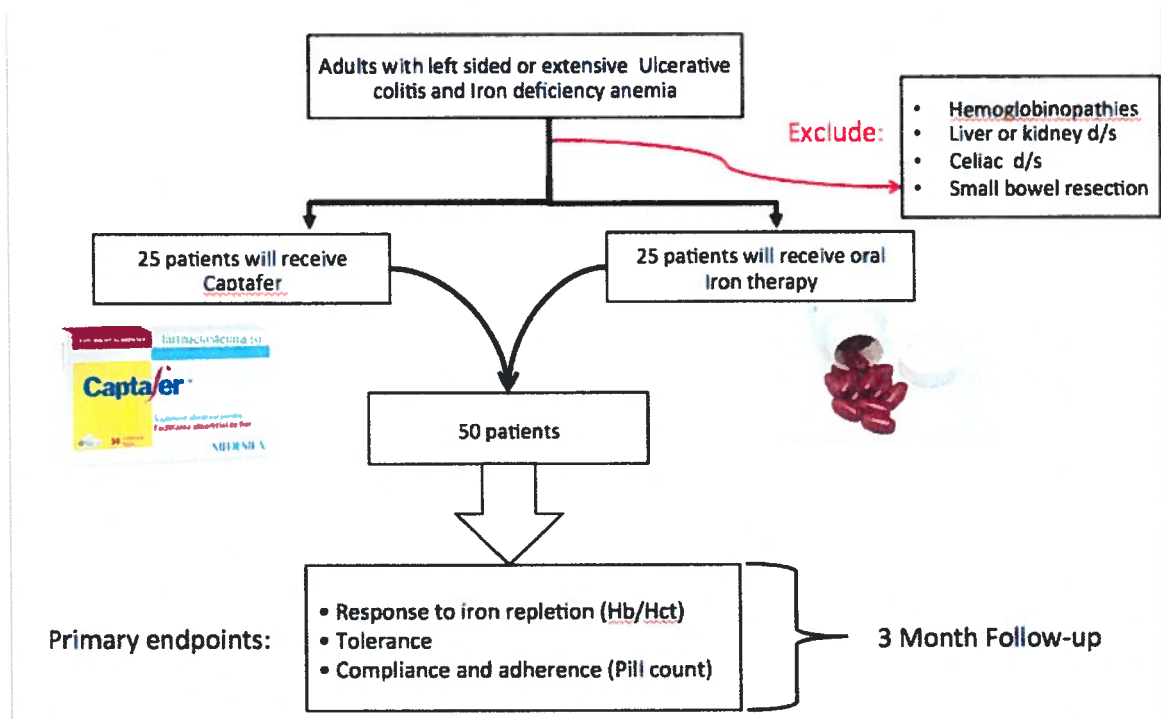 Adults with left sided or extensive Ulcerative
colitis and Iron deficiency anemia
Exclude:
• Hemoglobinopathies
• Liver or kidney d/s
• Celiac d/s
• Small bowel resection
25 patients will receive
Captafer
25 patients will receive oral
Iron therapy
Captafer
30
50 patients
Primary endpoints:
• Response to iron repletion (Hb/Hct)
• Tolerance
• Compliance and adherence (Pill count)
3 Month Follow-up